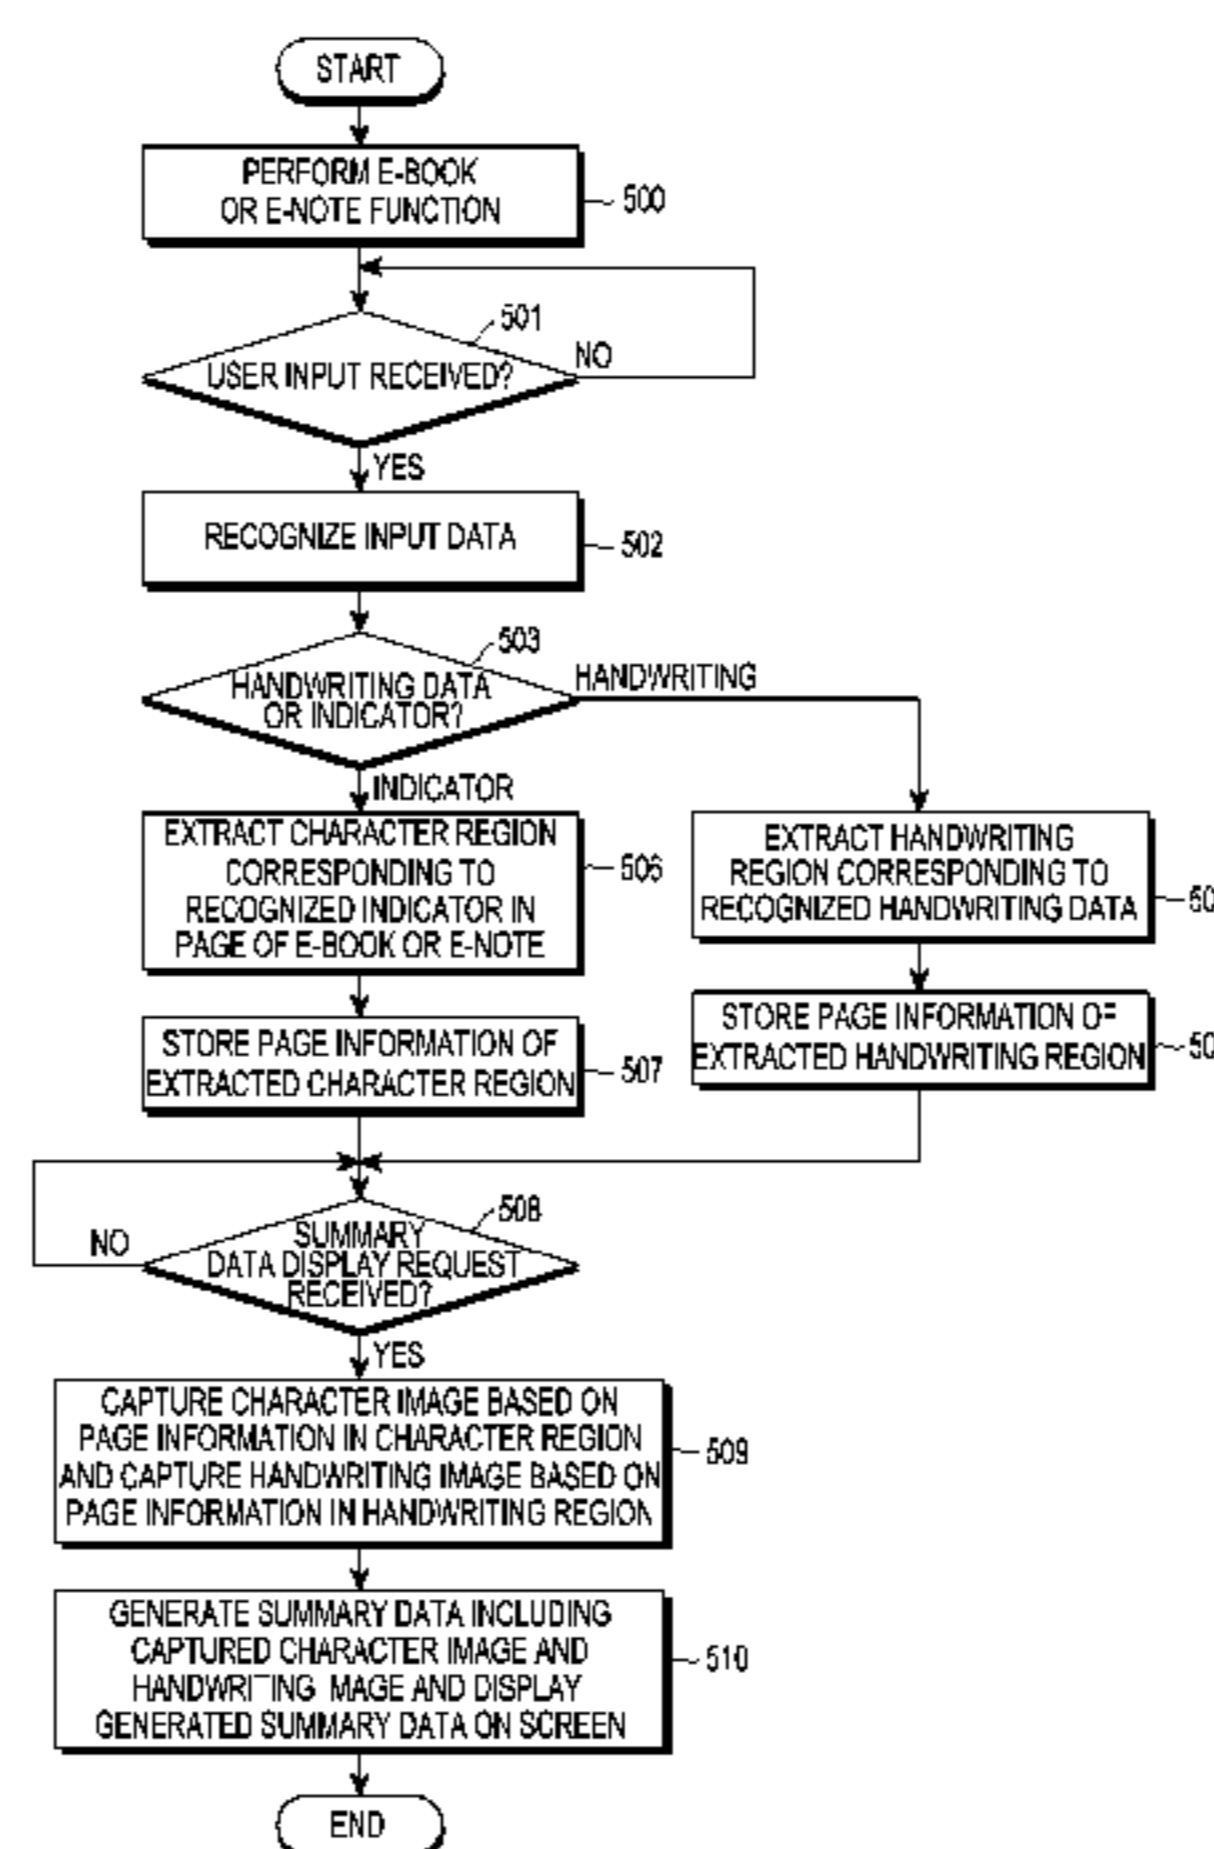 START
PERFORM E-BOOK
OR E-NOTE FUNCTION
500
501
USER INPUT RECEIVED?
NO
YES
RECOGNIZE INPUT DATA
502
503
HANDWRITING DATA
OR INDICATOR?
HANDWRITING
INDICATOR
EXTRACT CHARACTER REGION
CORRESPONDING TO
RECOGNIZED INDICATOR IN
PAGE OF E-BOOK OR E-NOTE
506
EXTRACT HANDWRITING
REGION CORRESPONDING TO
RECOGNIZED HANDWRITING DATA
50
STORE PAGE INFORMATION OF
EXTRACTED CHARACTER REGION
507
STORE PAGE INFORMATION OF
EXTRACTED HANDWRITING REGION
50
508
SUMMARY
DATA DISPLAY REQUEST
RECEIVED?
NO
YES
CAPTURE CHARACTER IMAGE BASED ON
PAGE INFORMATION IN CHARACTER REGION
AND CAPTURE HANDWRITING IMAGE BASED ON
PAGE INFORMATION IN HANDWRITING REGION
509
GENERATE SUMMARY DATA INCLUDING
CAPTURED CHARACTER IMAGE AND
HANDWRITING IMAGE AND DISPLAY
GENERATED SUMMARY DATA ON SCREEN
510
END